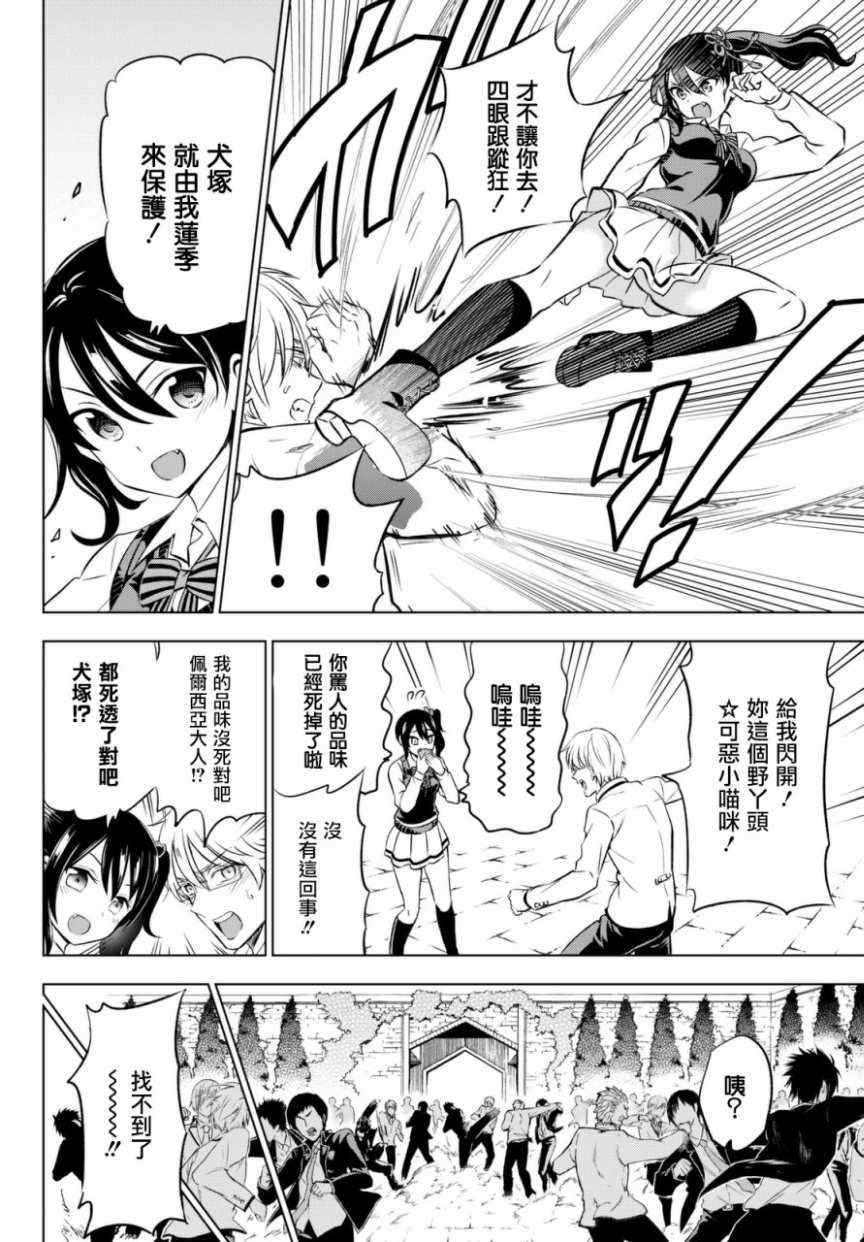 才不讓你去！
四眼跟蹤狂！
犬塚
就由我蓮季
來保護！
！！
給我閃開！
妳這個野丫頭
☆可惡小喵咪！
嗚哇～～～
嗚哇～～～
你罵人的品味
已經死掉了啦
沒
沒有這回事！！
我的品味沒死對吧
佩爾西亞大人！？
都死透了對吧
犬塚！？
咦？
找不到了
～～～！！